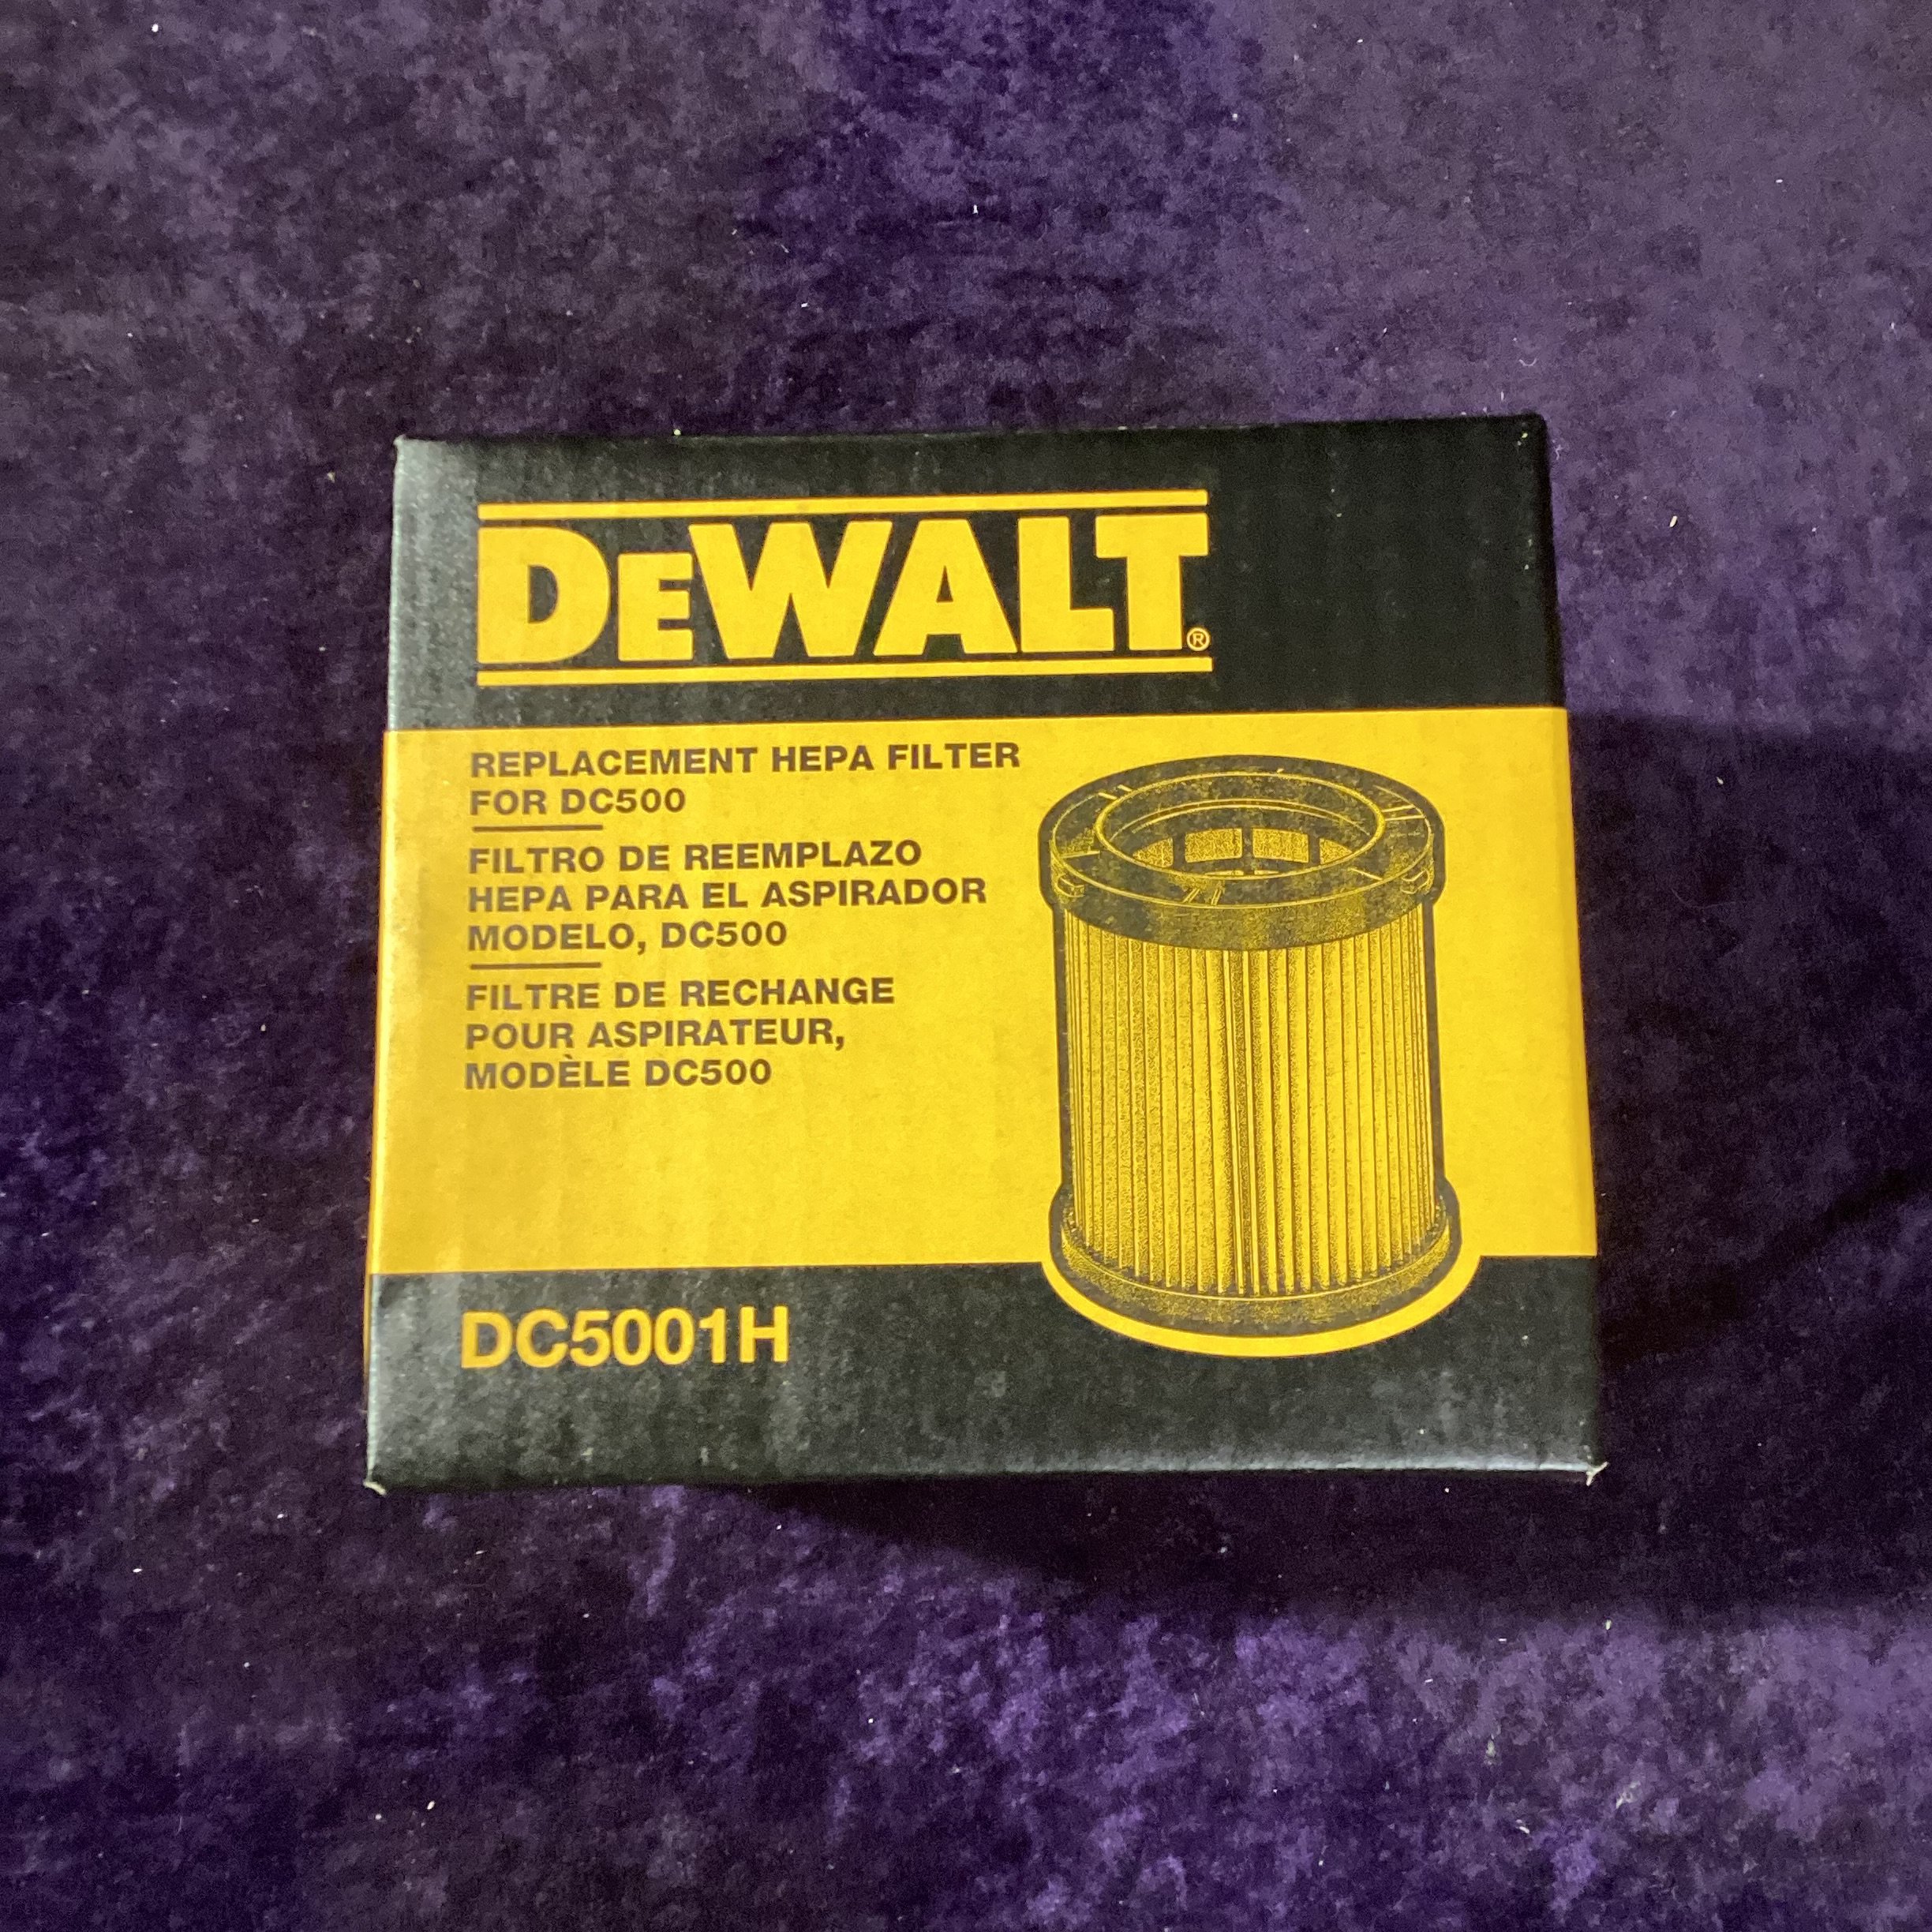 DEWALT®
REPLACEMENT HEPA FILTER
FOR DC500
FILTRO DE REEMPLAZO
HEPA PARA EL ASPIRADOR
MODELO, DC500
FILTRE DE RECHANGE
POUR ASPIRATEUR,
MODÈLE DC500
DC5001H